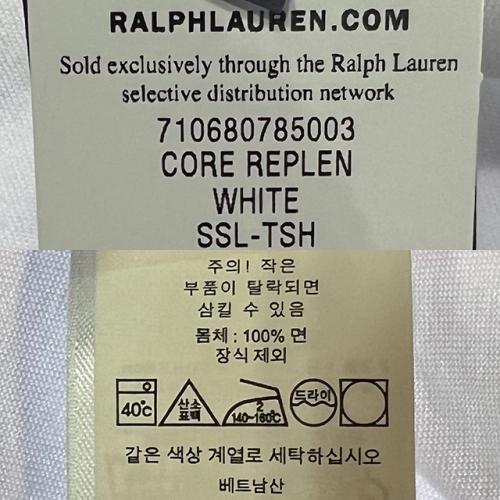 RALPHLAUREN.COM
Sold exclusively through the Ralph Lauren
selective distribution network
710680785003
CORE REPLEN
WHITE
SSL-TSH
주의! 작은
부품이 탈락되면
삼킬 수 있음
몸체 : 100% 면
장식 제외
40℃ 산소 표백 2 140~160℃ 드라이
같은 색상 계열로 세탁하십시오
베트남산